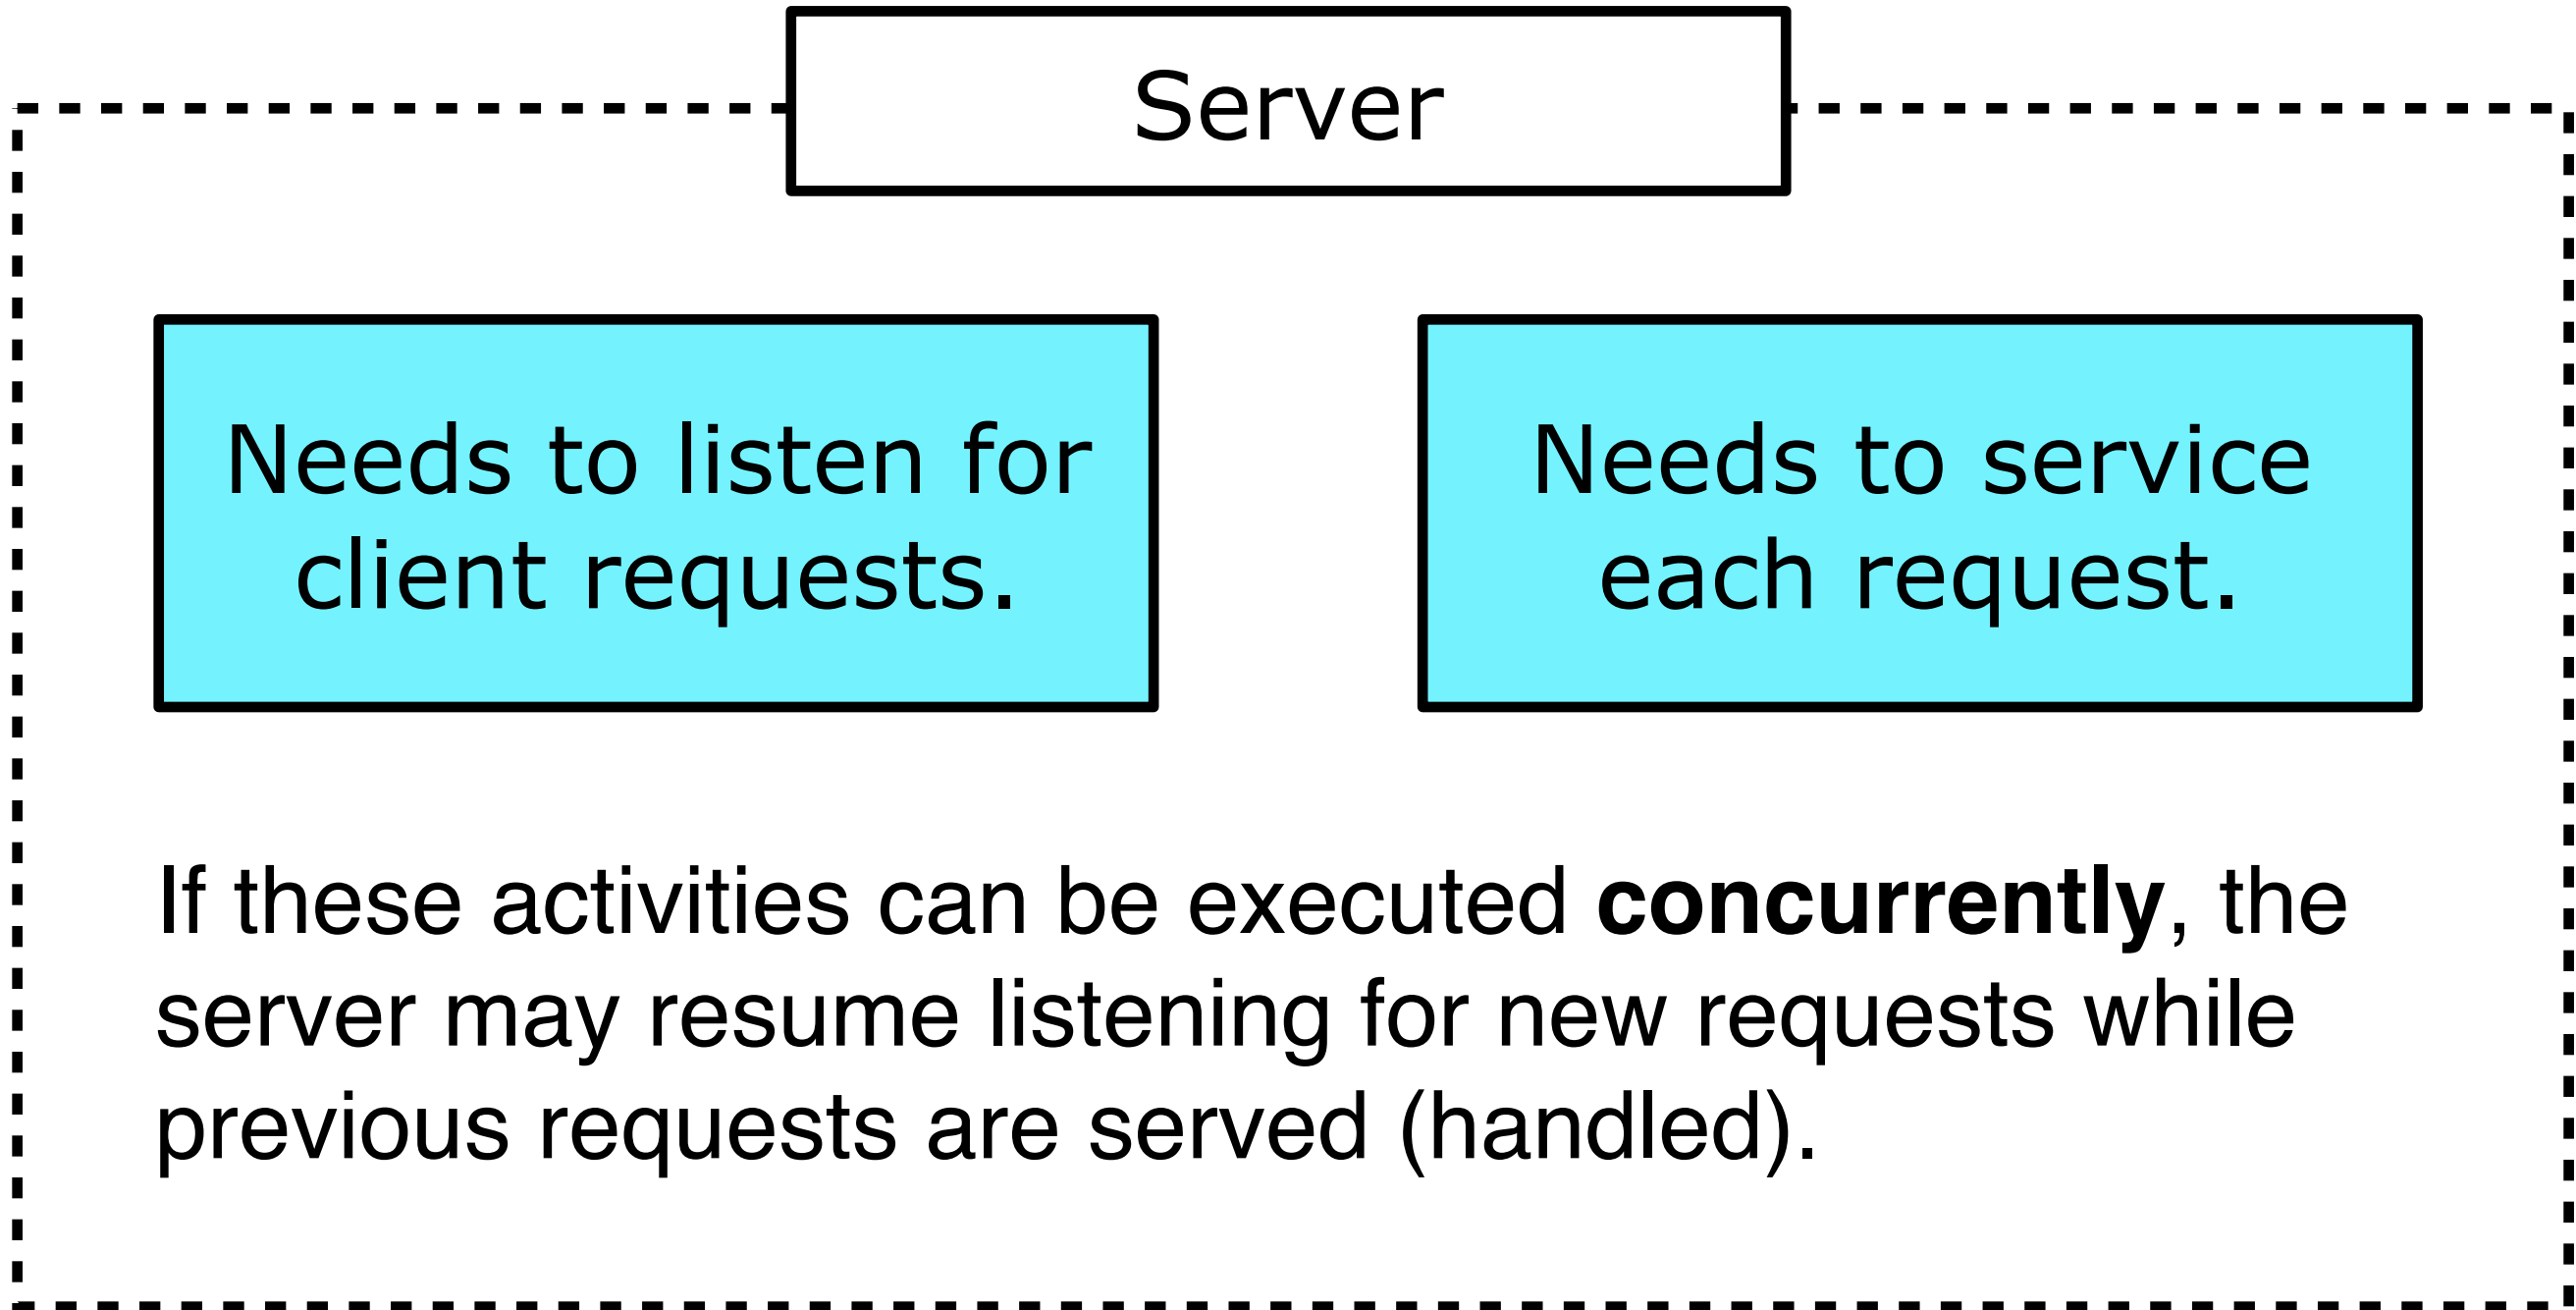 Server
Needs to listen for
client requests.
Needs to service
each request.
If these activities can be executed concurrently, the
server may resume listening for new requests while
previous requests are served (handled).